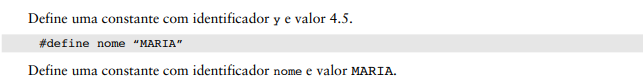 Define uma constante com identificador y e valor 4.5.
#define nome “MARIA”
Define uma constante com identificador nome e valor MARIA.